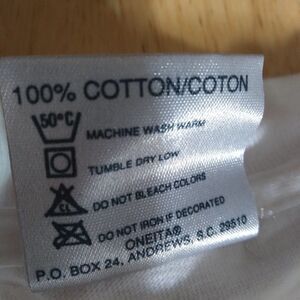 100% COTTON/COTON
50°C MACHINE WASH WARM
TUMBLE DRY LOW
CL DO NOT BLEACH COLORS
DO NOT IRON IF DECORATED
ONEITA®
P.O. BOX 24, ANDREWS, S.C. 29510